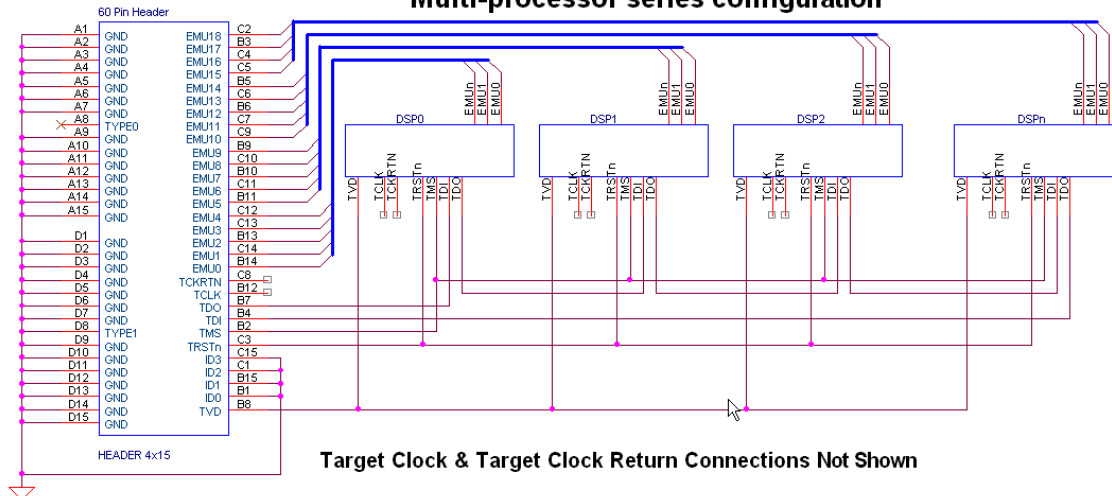 Multi-processor series configuration
60 Pin Header
A1 GND EMU18 C2
A2 GND EMU17 B3
A3 GND EMU16 C4
A4 GND EMU15 C5
A5 GND EMU14 B5
A6 GND EMU13 C6
A7 GND EMU12 B6
A8 TYPE0 EMU11 C7
A9 GND EMU10 C9
A10 GND EMU9 B9
A11 GND EMU8 C10
A12 GND EMU7 B10
A13 GND EMU6 C11
A14 GND EMU5 B11
A15 GND EMU4 C12
EMU3 C13
D1 GND EMU2 B13
D2 GND EMU1 C14
D3 GND EMU0 B14
D4 GND TCKRTN C8
D5 GND TCLK B12
D6 GND TDO B7
D7 GND TDI B4
D8 TYPE1 TMS B2
D9 GND TRSTn C3
D10 GND ID3 C15
D11 GND ID2 C1
D12 GND ID1 B15
D13 GND ID0 B1
D14 GND TVD B8
D15 GND
HEADER 4x15
EMUn EMU1 EMU0
DSP0
TVD TCLK TCKRTN TRSTn TMS TDI TDO
EMUn EMU1 EMU0
DSP1
TVD TCLK TCKRTN TRSTn TMS TDI TDO
EMUn EMU1 EMU0
DSP2
TVD TCLK TCKRTN TRSTn TMS TDI TDO
EMUn EMU1 EMU0
DSPn
TVD TCLK TCKRTN TRSTn TMS TDI TDO
Target Clock & Target Clock Return Connections Not Shown